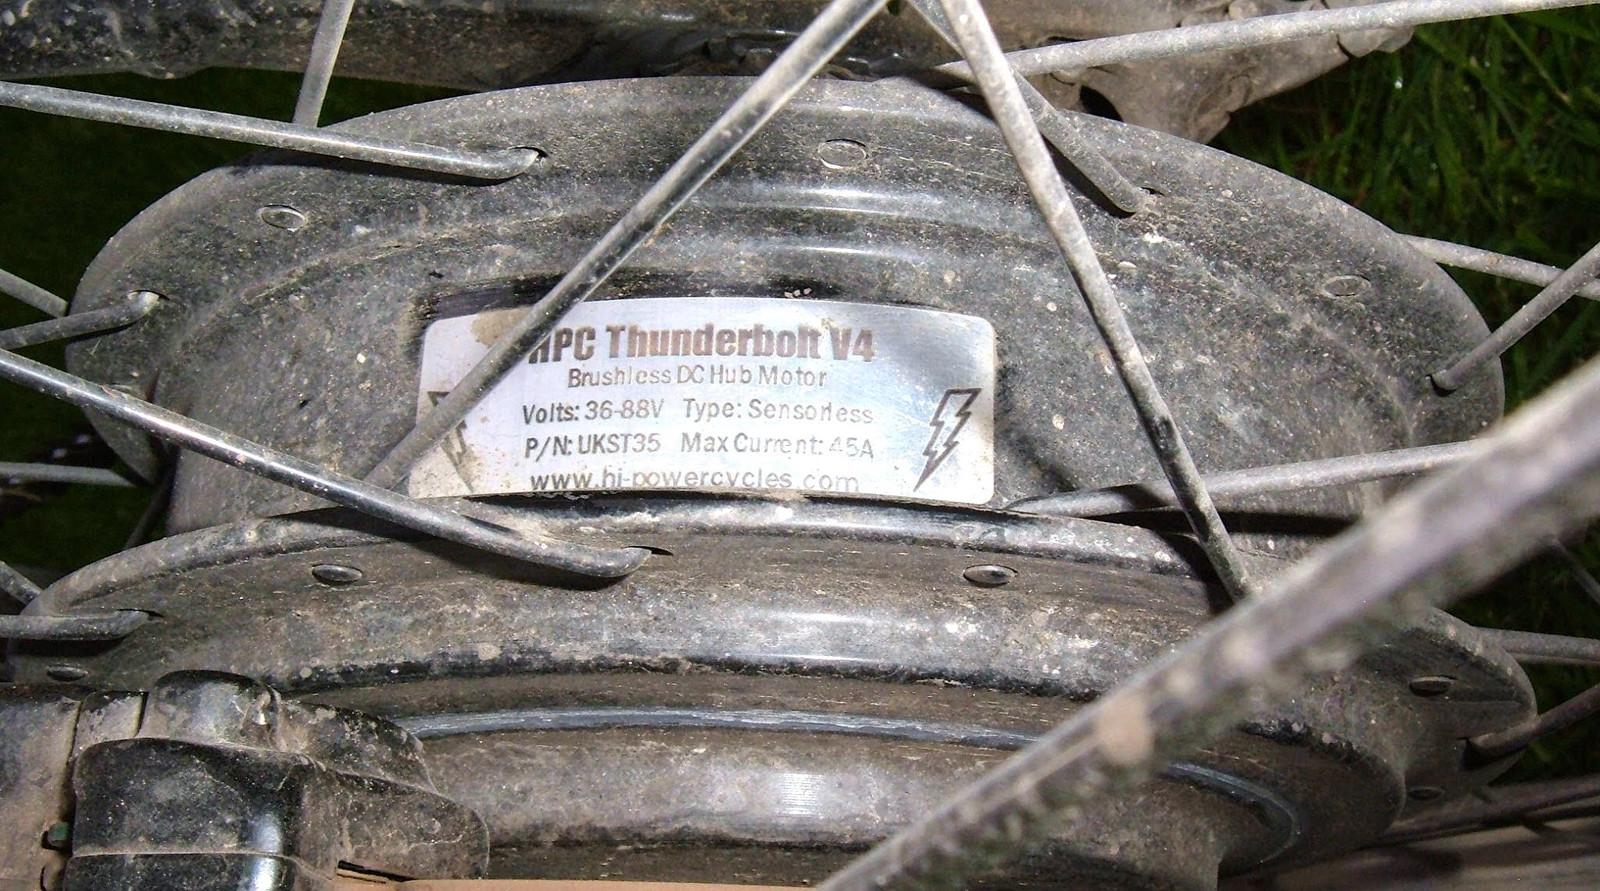 HPC Thunderbolt V4
Brushless DC Hub Motor
Volts: 36-88V Type: Sensorless
P/N: UKST35 Max Current: 45A
www.hi-powercycles.com